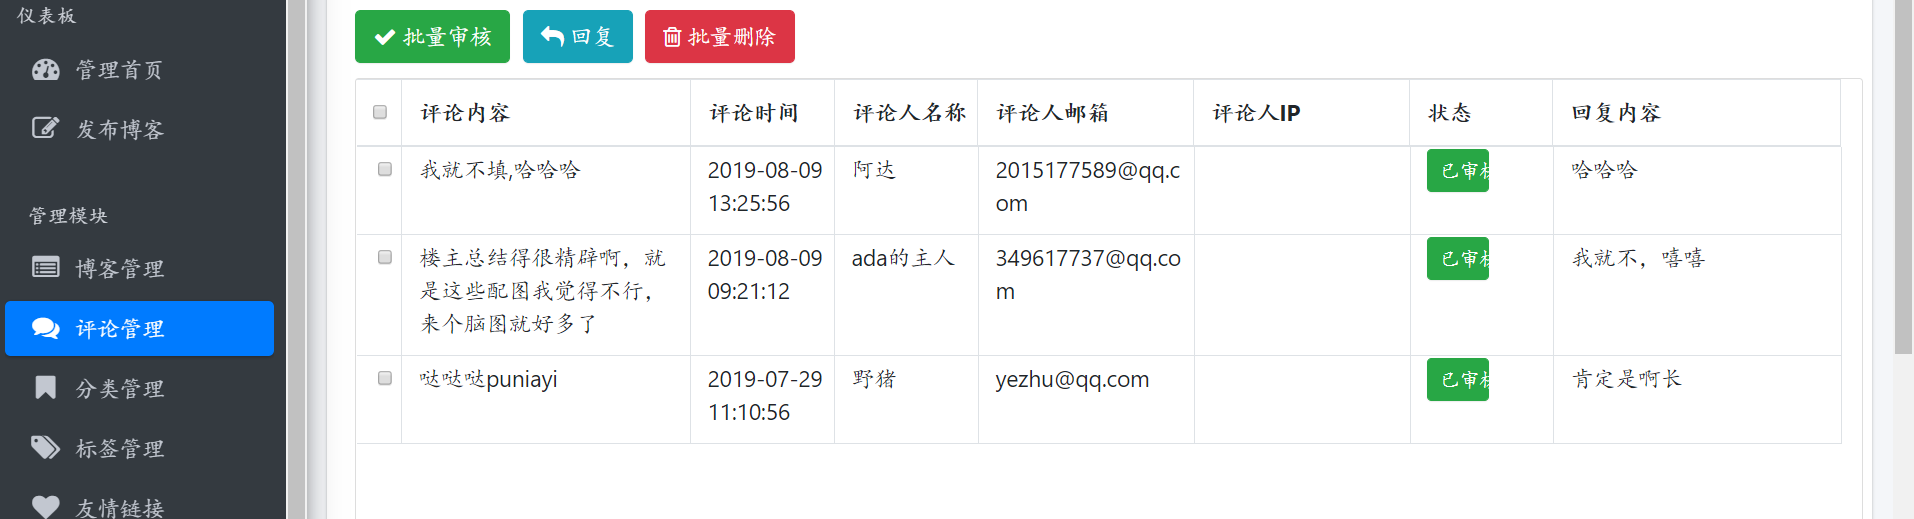 仪表板
管理首页
发布博客
管理模块
博客管理
评论管理
分类管理
标签管理
友情链接
批量审核 回复 批量删除
评论内容 评论时间 评论人名称 评论人邮箱 评论人IP 状态 回复内容
我就不填,哈哈哈 2019-08-09 阿达 2015177589@qq.c 已审 哈哈哈
13:25:56 om
楼主总结得很精辟啊，就 2019-08-09 ada的主人 349617737@qq.co 已审 我就不，嘻嘻
是这些配图我觉得不行， 09:21:12 m
来个脑图就好多了
哒哒哒puniayi 2019-07-29 野猪 yezhu@qq.com 已审 肯定是啊长
11:10:56